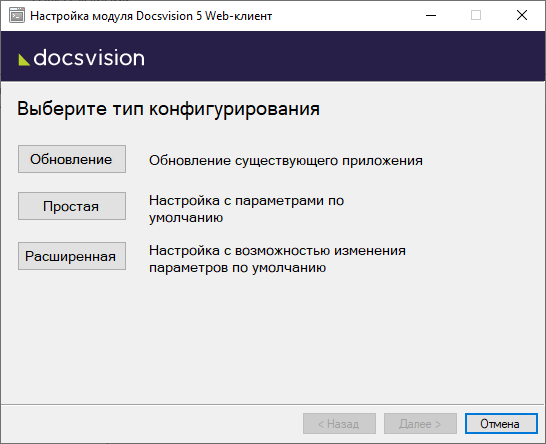 Настройка модуля Docsvision 5 Web-клиент
docsvision
Выберите тип конфигурирования
Обновление
Обновление существующего приложения
Простая
Настройка с параметрами по
умолчанию
Расширенная
Настройка с возможностью изменения
параметров по умолчанию
< Назад
Далее >
Отмена